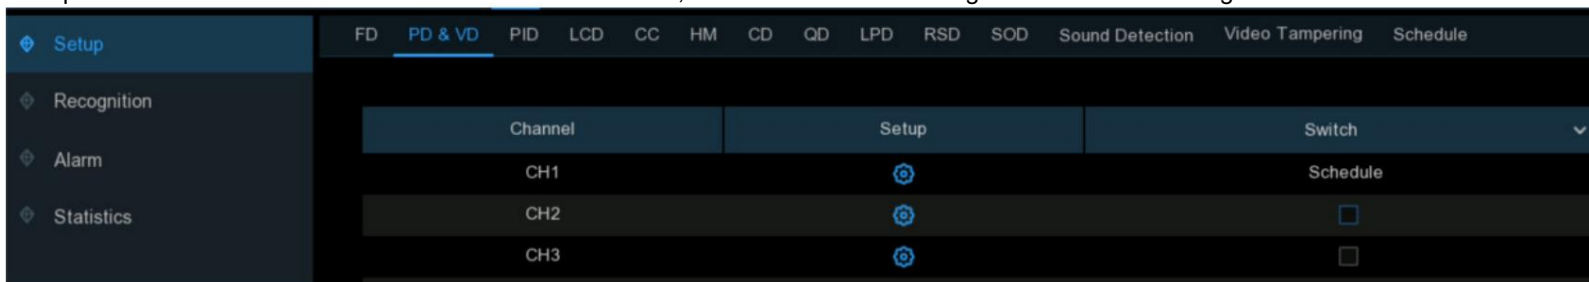 Setup
Recognition
Alarm
Statistics
FD PD & VD PID LCD CC HM CD QD LPD RSD SOD Sound Detection Video Tampering Schedule
Channel Setup Switch
CH1 Schedule
CH2
CH3